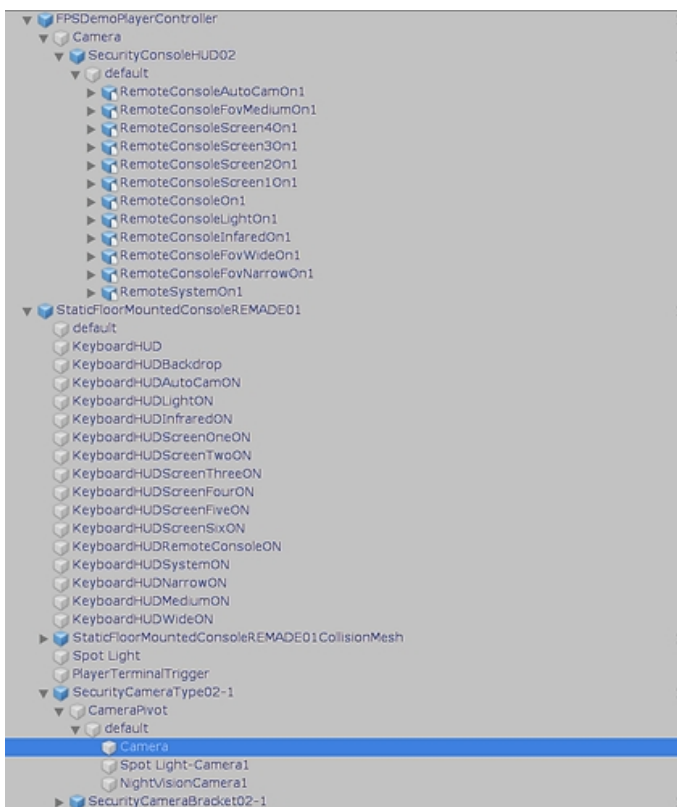 FPSDemoPlayerController
Camera
SecurityConsoleHUD02
default
RemoteConsoleAutoCamOn1
RemoteConsoleFovMediumOn1
RemoteConsoleScreen4On1
RemoteConsoleScreen3On1
RemoteConsoleScreen2On1
RemoteConsoleScreen1On1
RemoteConsoleOn1
RemoteConsoleLightOn1
RemoteConsoleInfaredOn1
RemoteConsoleFovWideOn1
RemoteConsoleFovNarrowOn1
RemoteSystemOn1
StaticFloorMountedConsoleREMADE01
default
KeyboardHUD
KeyboardHUDBackdrop
KeyboardHUDAutoCamON
KeyboardHUDLightON
KeyboardHUDInfraredON
KeyboardHUDScreenOneON
KeyboardHUDScreenTwoON
KeyboardHUDScreenThreeON
KeyboardHUDScreenFourON
KeyboardHUDScreenFiveON
KeyboardHUDScreenSixON
KeyboardHUDRemoteConsoleON
KeyboardHUDSystemON
KeyboardHUDNarrowON
KeyboardHUDMediumON
KeyboardHUDWideON
StaticFloorMountedConsoleREMADE01CollisionMesh
Spot Light
PlayerTerminalTrigger
SecurityCameraType02-1
CameraPivot
default
Camera
Spot Light-Camera1
NightVisionCamera1
SecurityCameraBracket02-1